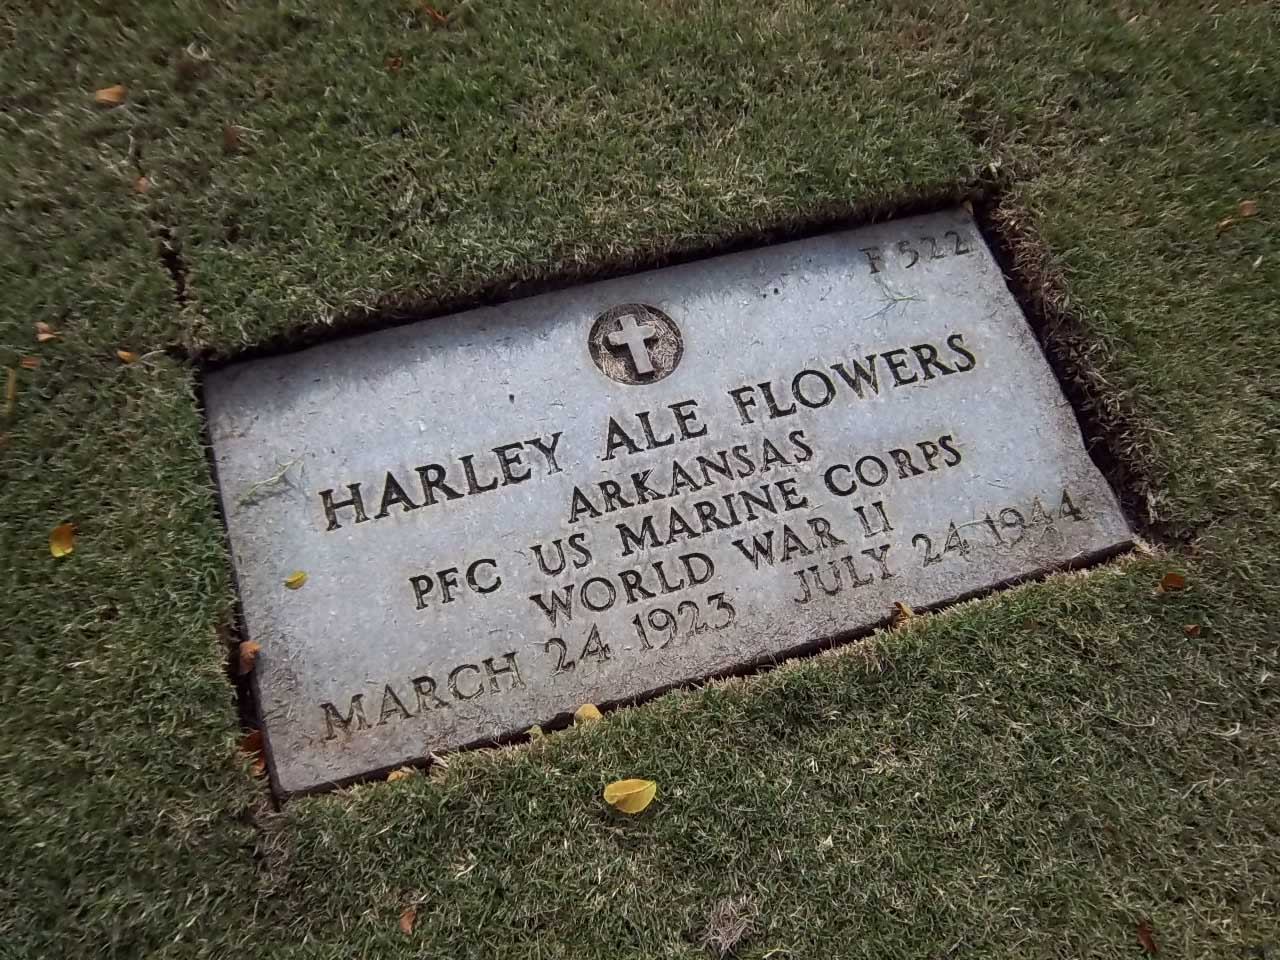 F 522
HARLEY ALE FLOWERS
ARKANSAS
PFC US MARINE CORPS
WORLD WAR II
MARCH 24 1923 JULY 24 1944